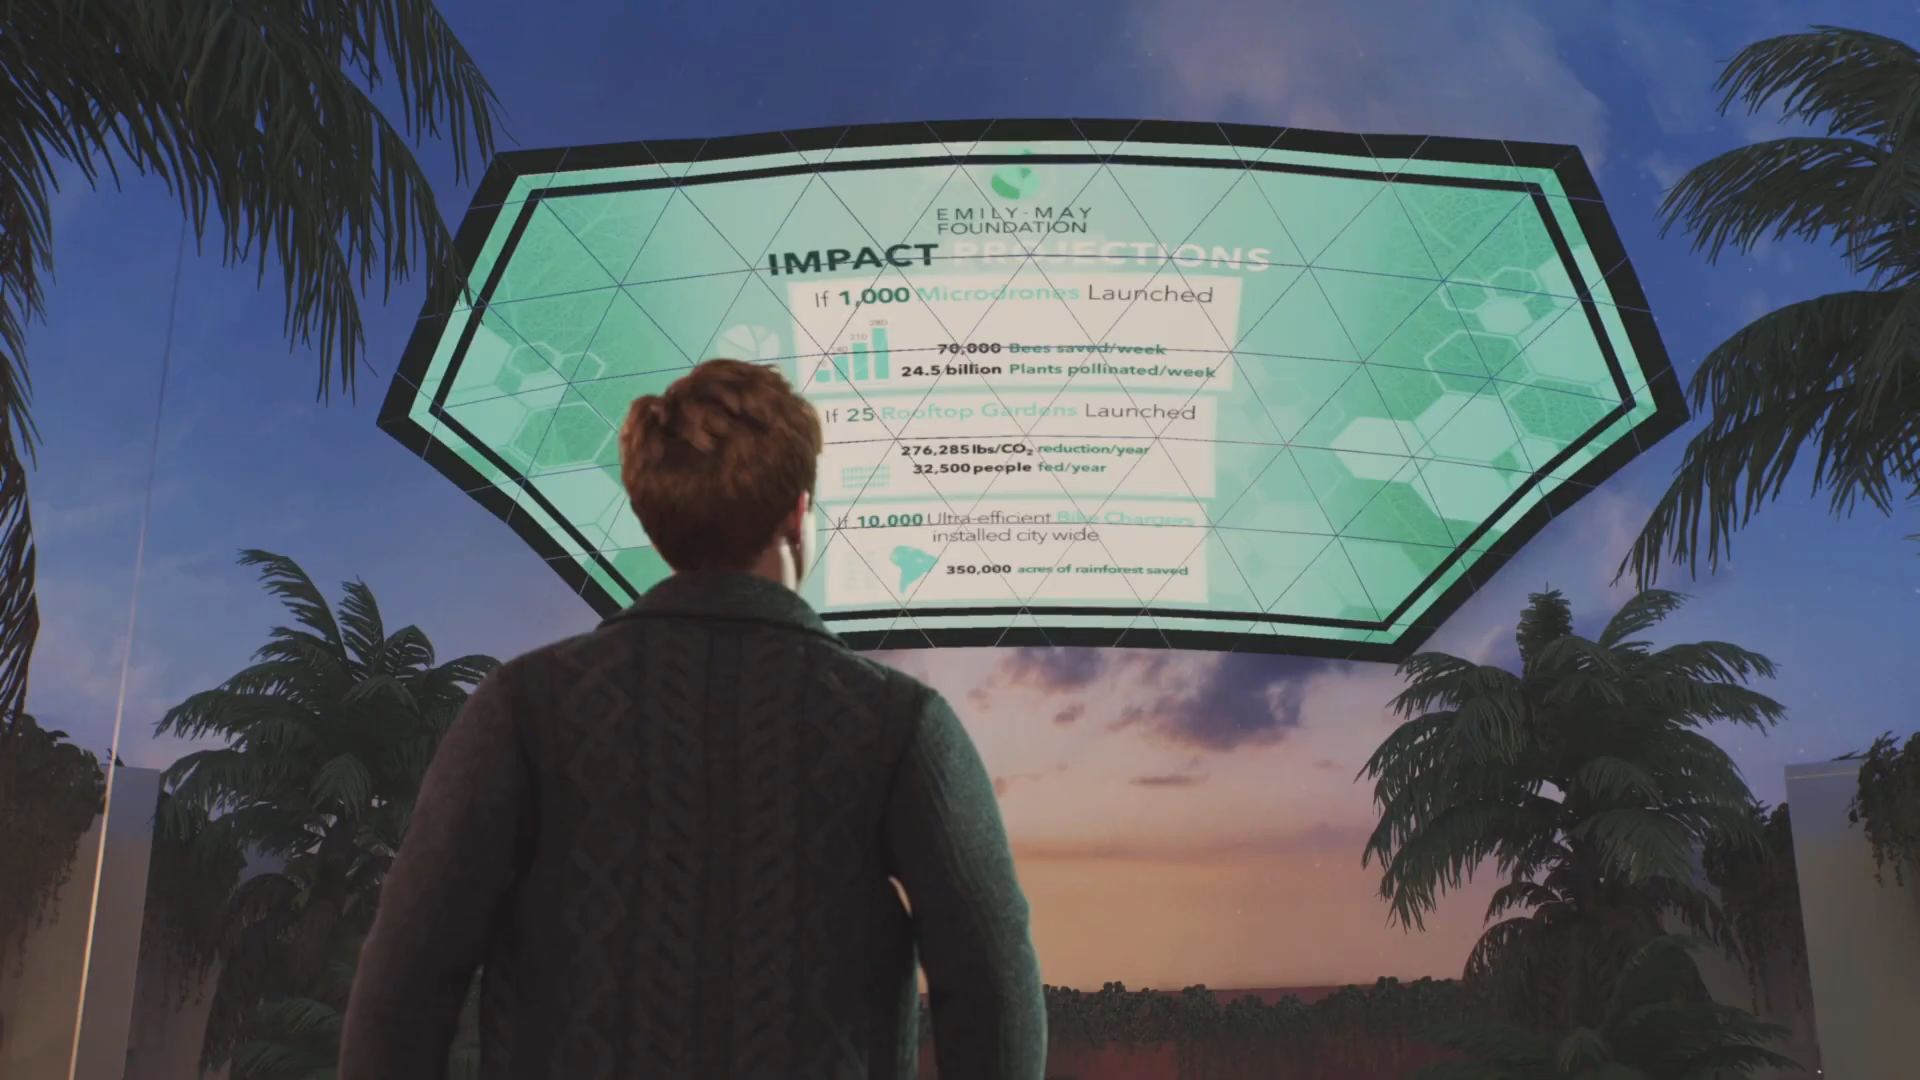 EMILY-MAY
FOUNDATION
IMPACT PROJECTIONS
If 1,000 Microdrones Launched
210
280
70,000 Bees saved/week
24.5 billion Plants pollinated/week
If 25 Rooftop Gardens Launched
276,285 lbs/CO₂ reduction/year
32,500 people fed/year
If 10,000 Ultra-efficient Bike Chargers
installed city wide
350,000 acres of rainforest saved